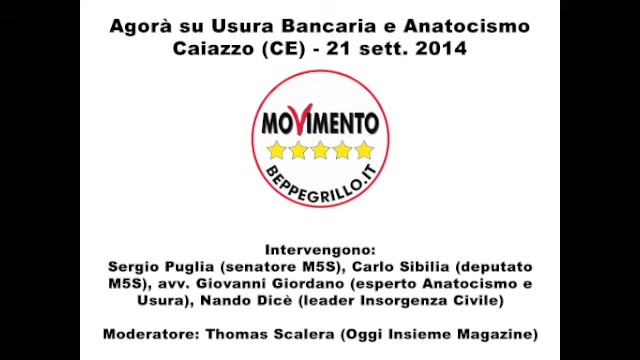 Agorà su Usura Bancaria e Anatocismo
Caiazzo (CE) - 21 sett. 2014
MOVIMENTO
BEPPEGRILLO.IT
Intervengono:
Sergio Puglia (senatore M5S), Carlo Sibilia (deputato
M5S), avv. Giovanni Giordano (esperto Anatocismo e
Usura), Nando Dicè (leader Insorgenza Civile)
Moderatore: Thomas Scalera (Oggi Insieme Magazine)